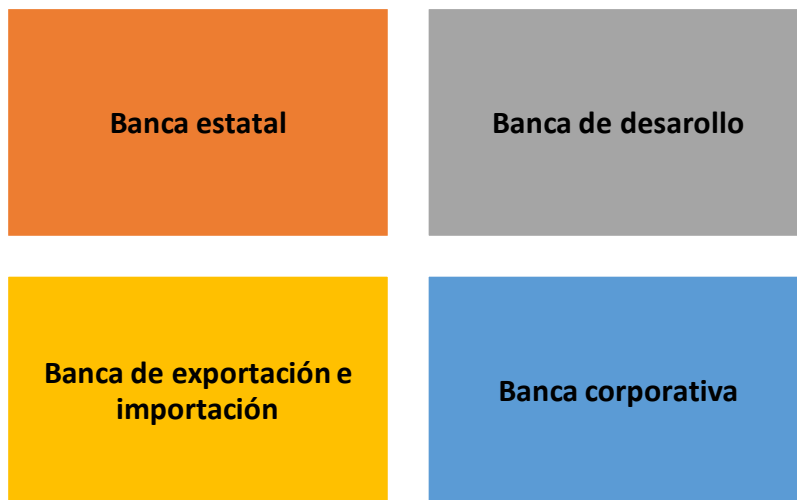 Banca estatal
Banca de desarollo
Banca de exportación e
importación
Banca corporativa